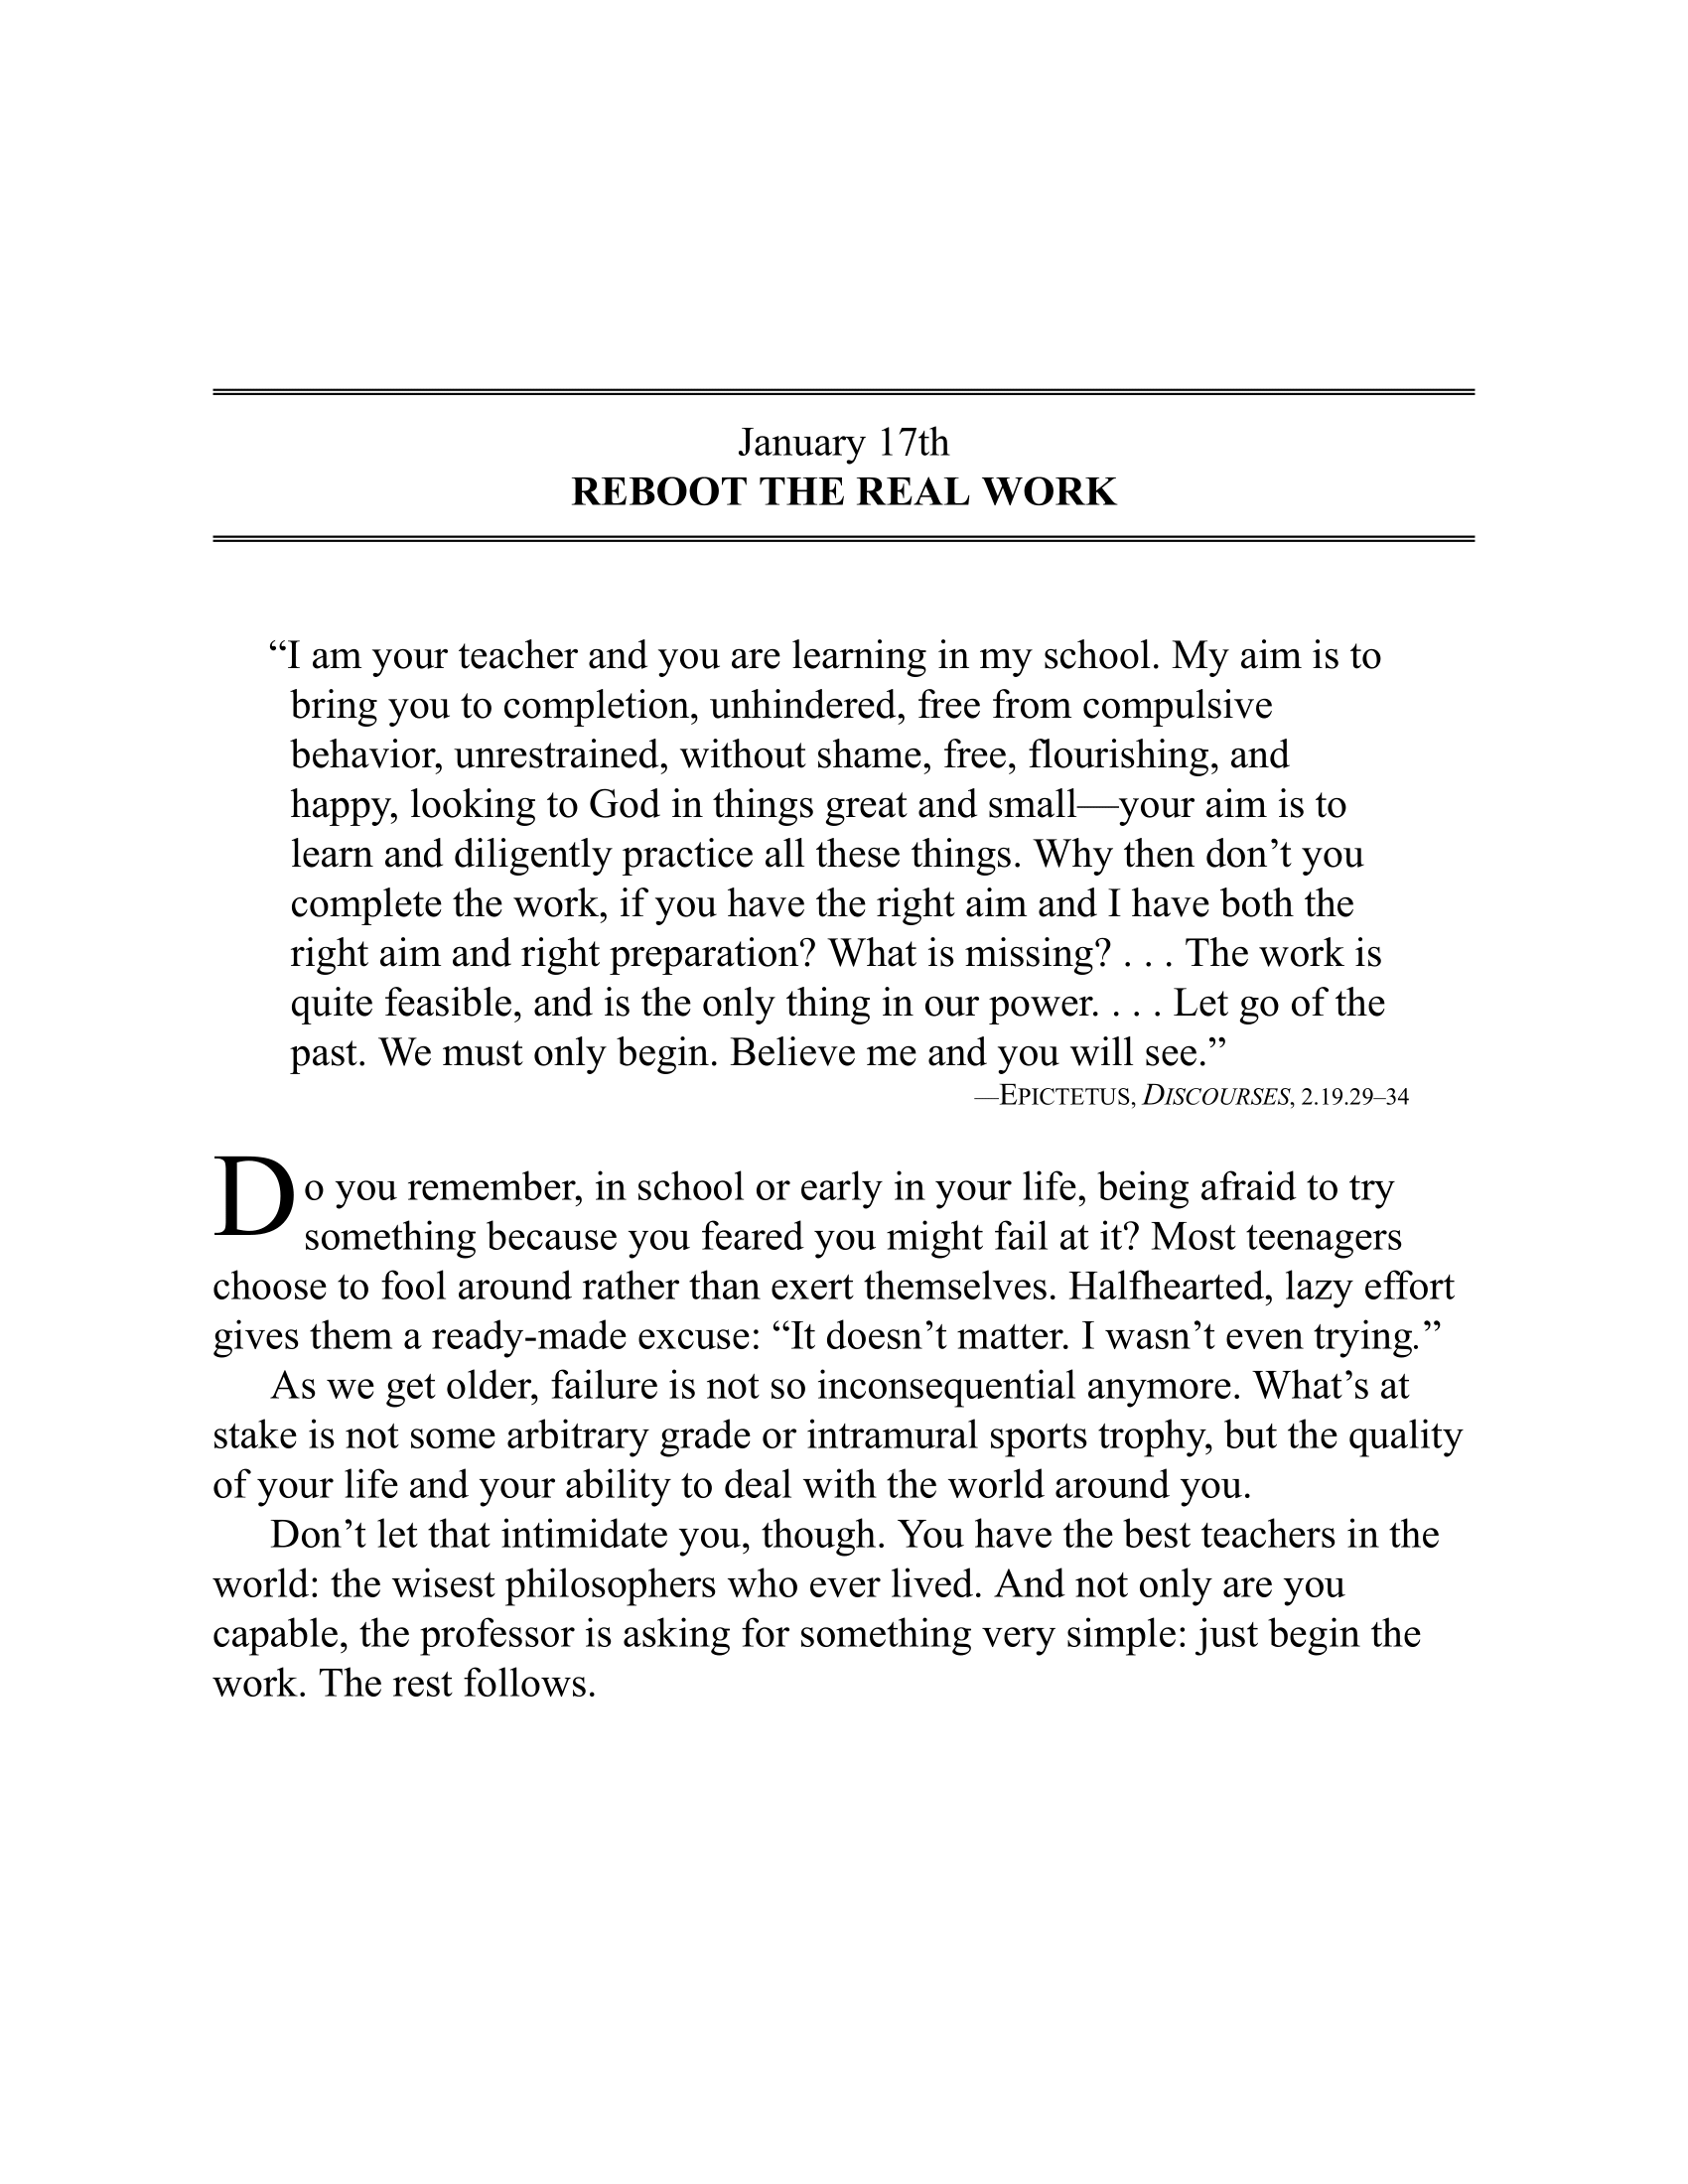 January 17th
REBOOT THE REAL WORK
“I am your teacher and you are learning in my school. My aim is to
bring you to completion, unhindered, free from compulsive
behavior, unrestrained, without shame, free, flourishing, and
happy, looking to God in things great and small—your aim is to
learn and diligently practice all these things. Why then don’t you
complete the work, if you have the right aim and I have both the
right aim and right preparation? What is missing? . . . The work is
quite feasible, and is the only thing in our power. . . . Let go of the
past. We must only begin. Believe me and you will see.”
—EPICTETUS, DISCOURSES, 2.19.29–34
Do you remember, in school or early in your life, being afraid to try
something because you feared you might fail at it? Most teenagers
choose to fool around rather than exert themselves. Halfhearted, lazy effort
gives them a ready-made excuse: “It doesn’t matter. I wasn’t even trying.”
As we get older, failure is not so inconsequential anymore. What’s at
stake is not some arbitrary grade or intramural sports trophy, but the quality
of your life and your ability to deal with the world around you.
Don’t let that intimidate you, though. You have the best teachers in the
world: the wisest philosophers who ever lived. And not only are you
capable, the professor is asking for something very simple: just begin the
work. The rest follows.